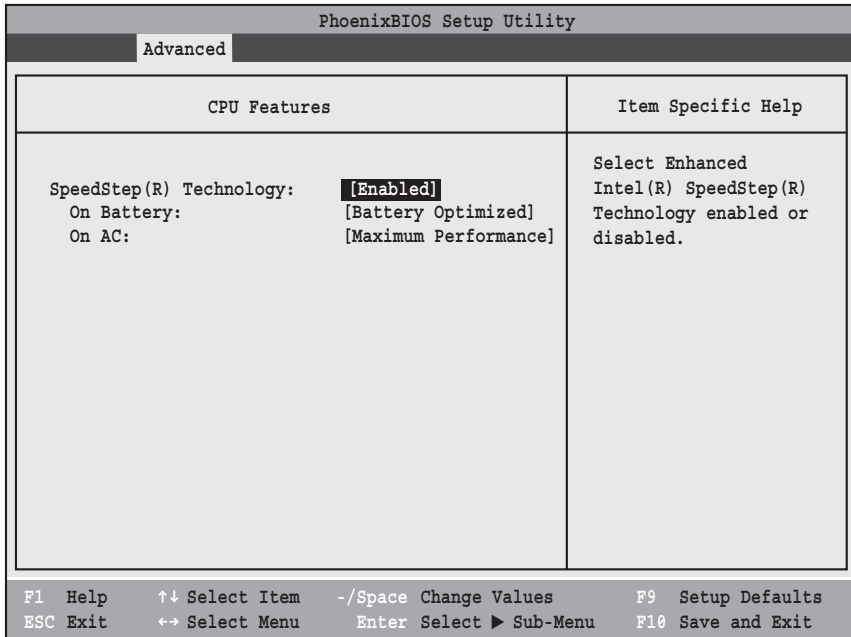 PhoenixBIOS Setup Utility
Advanced
CPU Features
SpeedStep(R) Technology: [Enabled]
On Battery: [Battery Optimized]
On AC: [Maximum Performance]
Item Specific Help
Select Enhanced
Intel(R) SpeedStep(R)
Technology enabled or
disabled.
F1 Help ↑↓ Select Item -/Space Change Values F9 Setup Defaults
ESC Exit ←→ Select Menu Enter Select ▶ Sub-Menu F10 Save and Exit